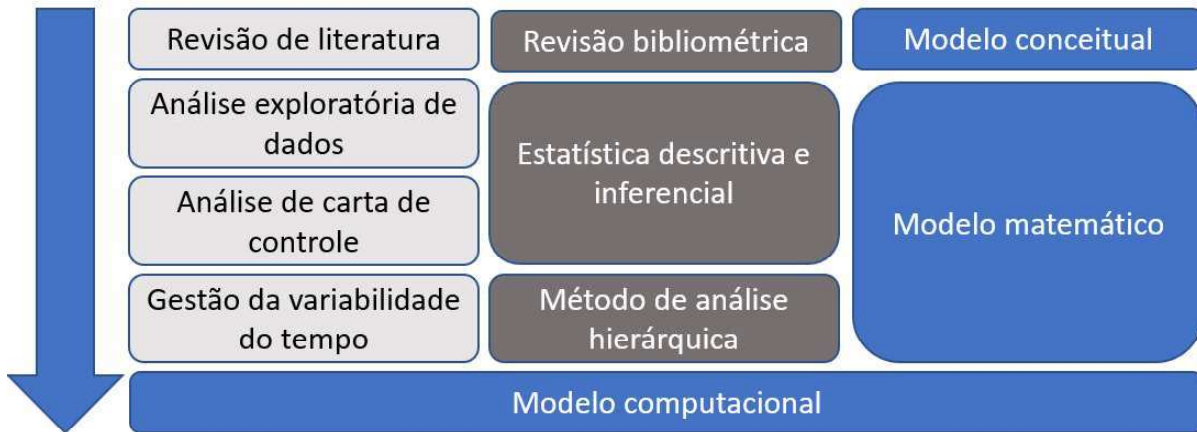 Revisão de literatura
Revisão bibliométrica
Modelo conceitual
Análise exploratória de
dados
Estatística descritiva e
inferencial
Modelo matemático
Análise de carta de
controle
Gestão da variabilidade
do tempo
Método de análise
hierárquica
Modelo computacional